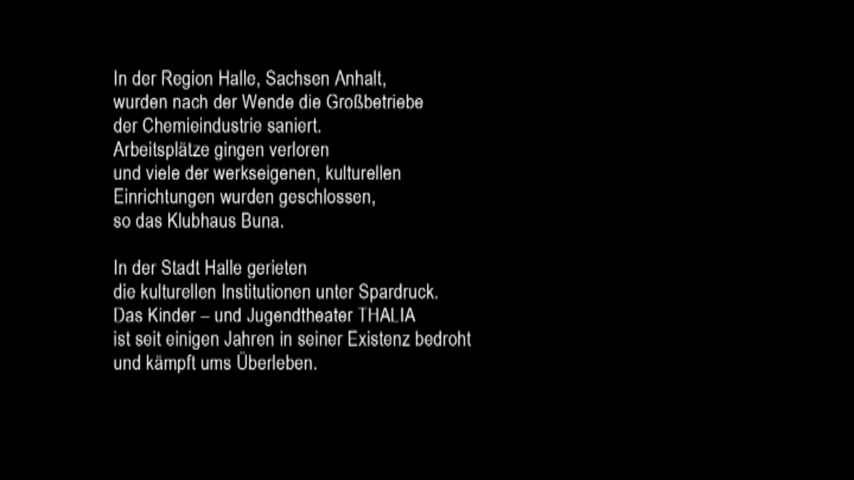 In der Region Halle, Sachsen Anhalt,
wurden nach der Wende die Großbetriebe
der Chemieindustrie saniert.
Arbeitsplätze gingen verloren
und viele der werkseigenen, kulturellen
Einrichtungen wurden geschlossen,
so das Klubhaus Buna.
In der Stadt Halle gerieten
die kulturellen Institutionen unter Spardruck.
Das Kinder – und Jugendtheater THALIA
ist seit einigen Jahren in seiner Existenz bedroht
und kämpft ums Überleben.